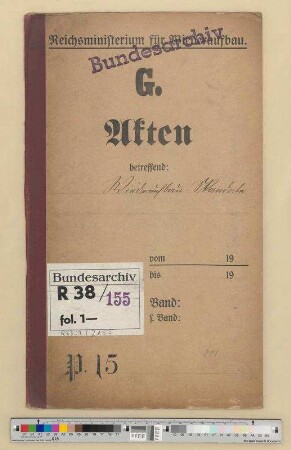 Reichsministerium für Wiederaufbau.
Bundesarchiv
G.
Akten
betreffend:
vom 19
bis 19
Bundesarchiv
R 38/155
fol. 1—
Band:
f. Band:
P. 15